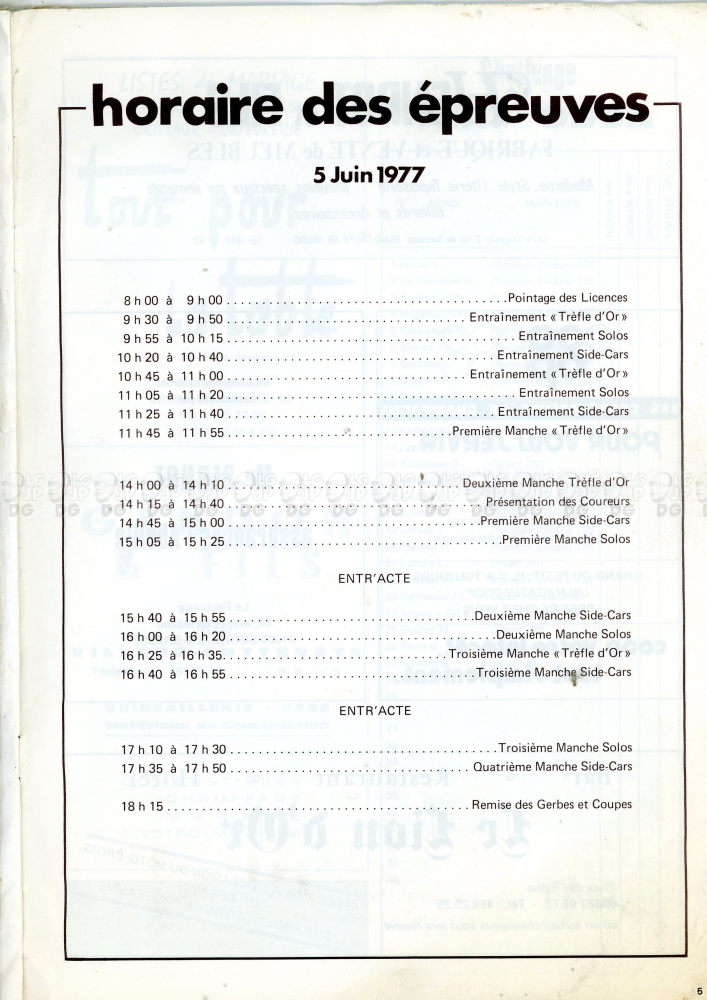 horaire des épreuves
5 Juin 1977
8 h 00 à 9 h 00 . . . . . . . . . . Pointage des Licences
9 h 30 à 9 h 50 . . . . . . . . . . Entraînement « Trèfle d'Or »
9 h 55 à 10 h 15 . . . . . . . . . . Entraînement Solos
10 h 20 à 10 h 40 . . . . . . . . . . Entraînement Side-Cars
10 h 45 à 11 h 00 . . . . . . . . . . Entraînement « Trèfle d'Or »
11 h 05 à 11 h 20 . . . . . . . . . . Entraînement Solos
11 h 25 à 11 h 40 . . . . . . . . . . Entraînement Side-Cars
11 h 45 à 11 h 55 . . . . . . . . . . Première Manche « Trèfle d'Or »
14 h 00 à 14 h 10 . . . . . . . . . . Deuxième Manche Trèfle d'Or
14 h 15 à 14 h 40 . . . . . . . . . . Présentation des Coureurs
14 h 45 à 15 h 00 . . . . . . . . . . Première Manche Side-Cars
15 h 05 à 15 h 25 . . . . . . . . . . Première Manche Solos
ENTR'ACTE
15 h 40 à 15 h 55 . . . . . . . . . . Deuxième Manche Side-Cars
16 h 00 à 16 h 20 . . . . . . . . . . Deuxième Manche Solos
16 h 25 à 16 h 35 . . . . . . . . . . Troisième Manche « Trèfle d'Or »
16 h 40 à 16 h 55 . . . . . . . . . . Troisième Manche Side-Cars
ENTR'ACTE
17 h 10 à 17 h 30 . . . . . . . . . . Troisième Manche Solos
17 h 35 à 17 h 50 . . . . . . . . . . Quatrième Manche Side-Cars
18 h 15 . . . . . . . . . . Remise des Gerbes et Coupes
5